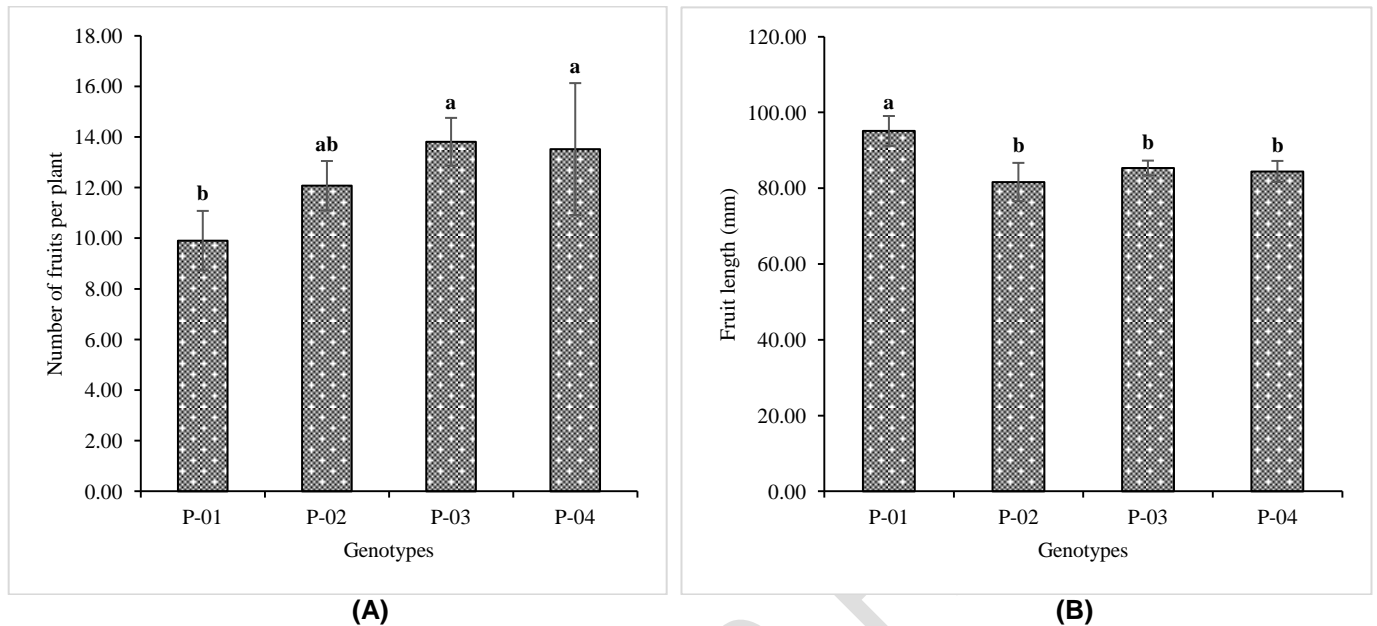 18.00
16.00
14.00
12.00
10.00
8.00
6.00
4.00
2.00
0.00
Number of fruits per plant
b
ab
a
a
P-01 P-02 P-03 P-04
Genotypes
(A)
120.00
100.00
80.00
60.00
40.00
20.00
0.00
Fruit length (mm)
a
b
b
b
P-01 P-02 P-03 P-04
Genotypes
(B)